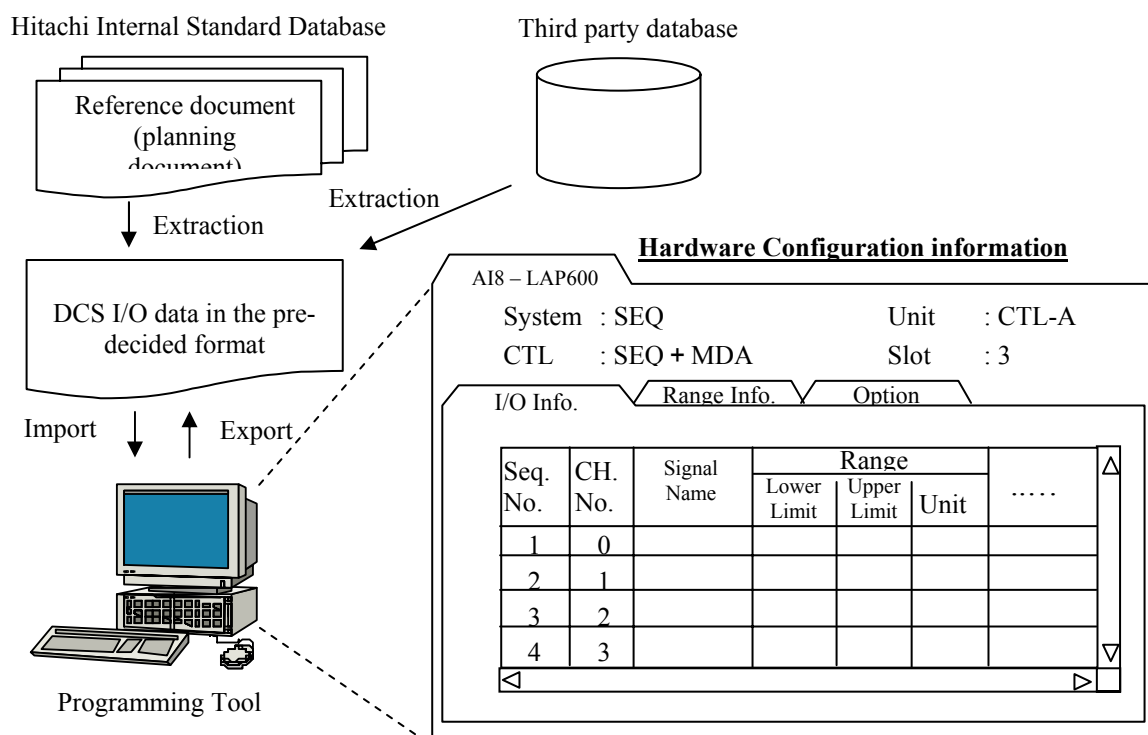 Hitachi Internal Standard Database
Third party database
Reference document
(planning
document)
Extraction
Extraction
DCS I/O data in the pre-
decided format
Import
Export
Programming Tool
Hardware Configuration information
AI8 – LAP600
System : SEQ
Unit : CTL-A
CTL : SEQ + MDA
Slot : 3
I/O Info.
Range Info.
Option
Seq. No.
CH. No.
Signal Name
Range
Lower Limit
Upper Limit
Unit
.....
1 0
2 1
3 2
4 3